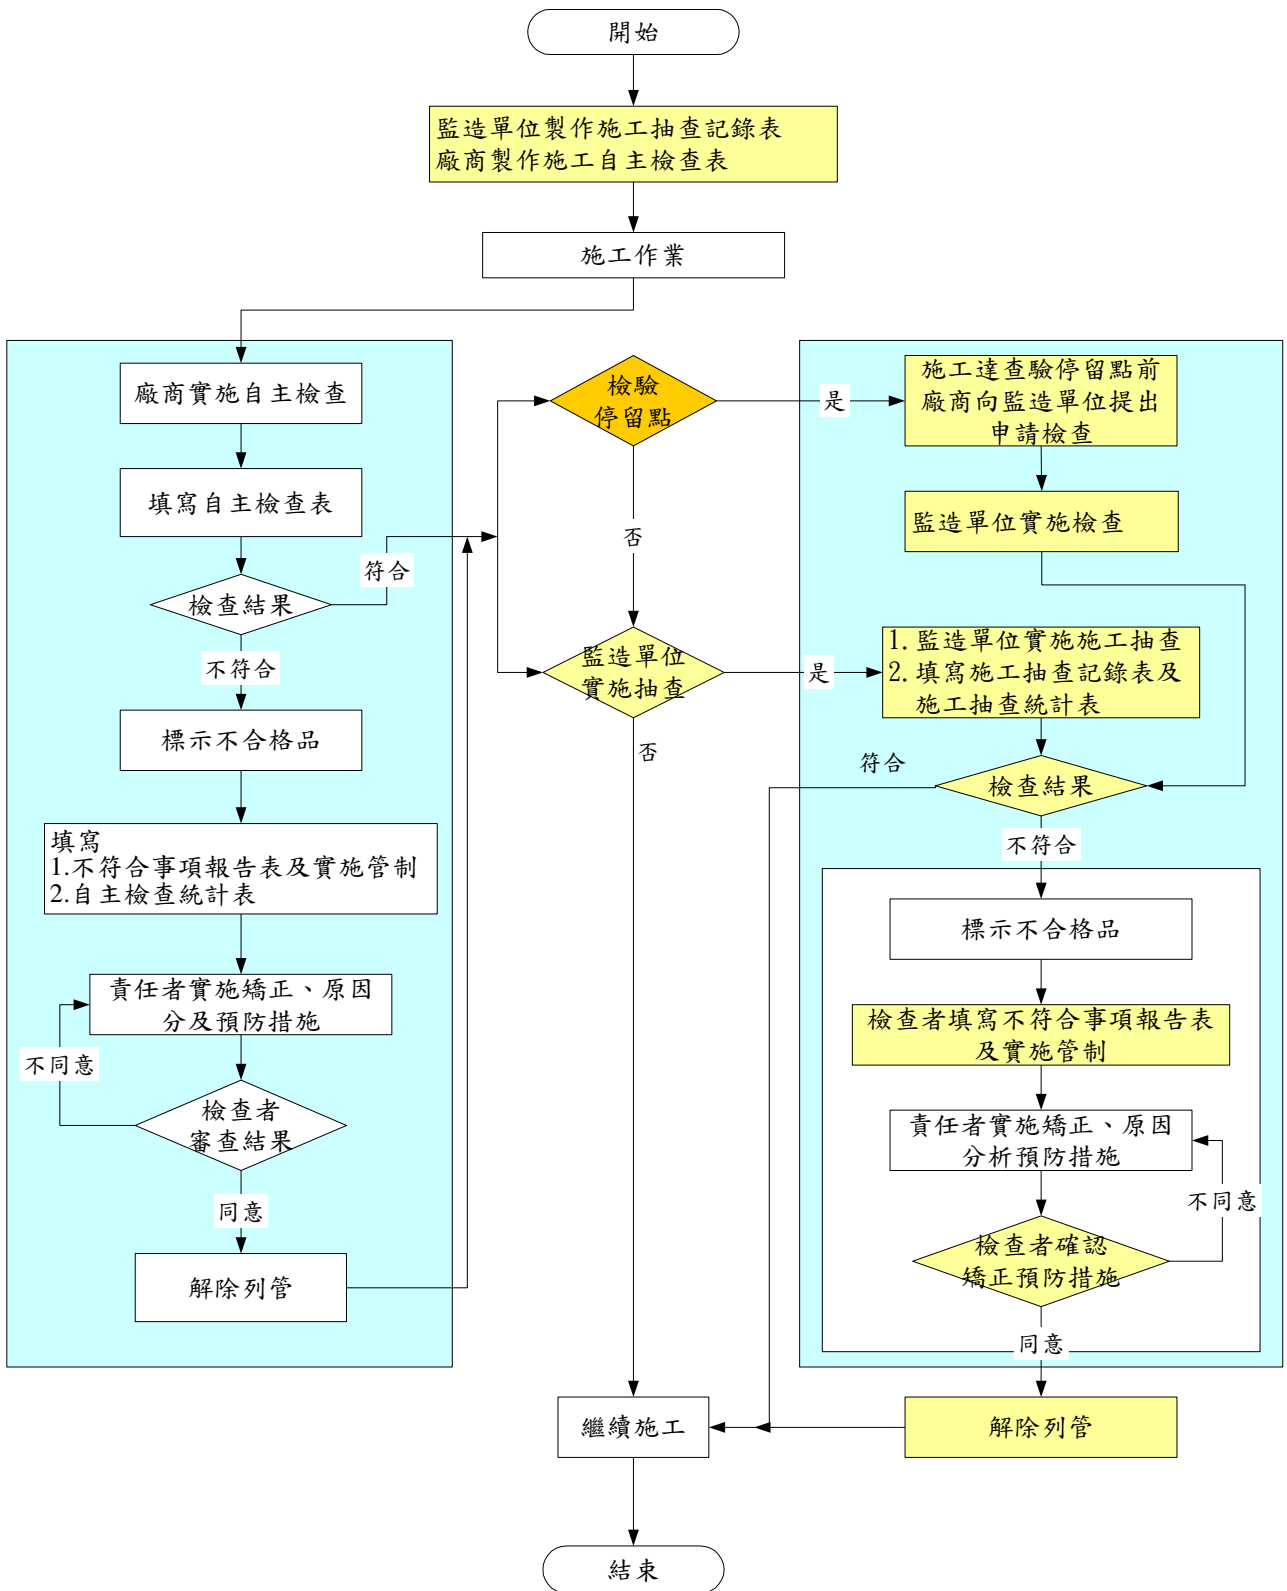 開始
監造單位製作施工抽查記錄表
廠商製作施工自主檢查表
施工作業
廠商實施自主檢查
填寫自主檢查表
符合
檢查結果
不符合
標示不合格品
填寫
1.不符合事項報告表及實施管制
2.自主檢查統計表
責任者實施矯正、原因
分及預防措施
不同意
檢查者
審查結果
同意
解除列管
檢驗
停留點
是
否
監造單位
實施抽查
是
否
施工達查驗停留點前
廠商向監造單位提出
申請檢查
監造單位實施檢查
1. 監造單位實施施工抽查
2. 填寫施工抽查記錄表及
施工抽查統計表
符合
檢查結果
不符合
標示不合格品
檢查者填寫不符合事項報告表
及實施管制
責任者實施矯正、原因
分析預防措施
不同意
檢查者確認
矯正預防措施
同意
解除列管
繼續施工
結束